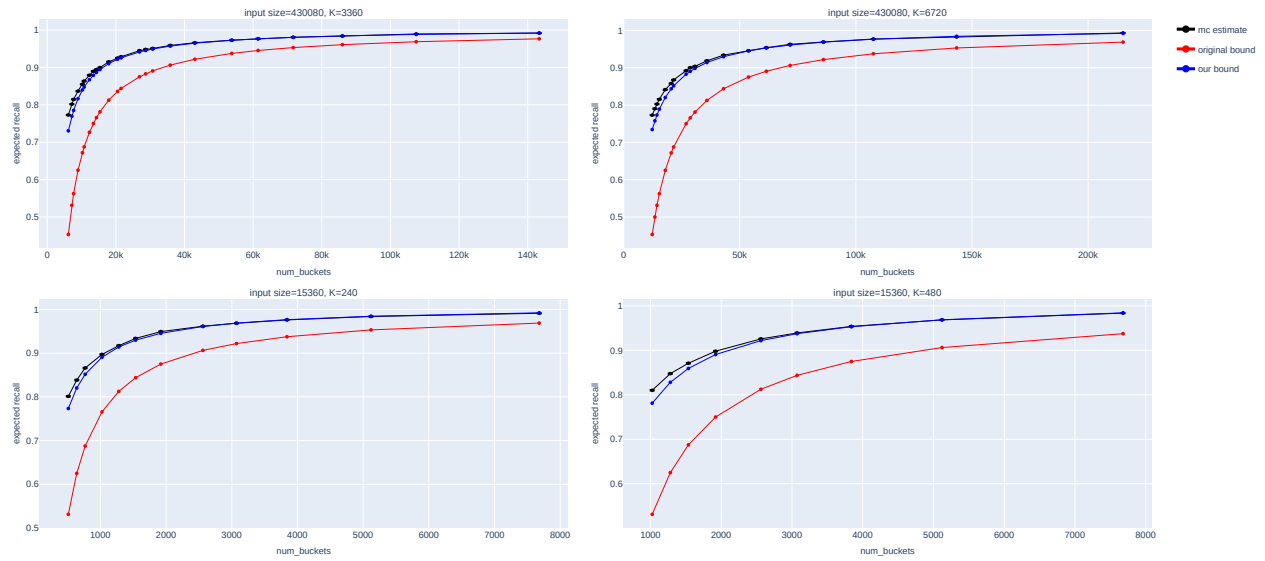 input size=430080, K=3360
expected recall
1
0.9
0.8
0.7
0.6
0.5
0 20k 40k 60k 80k 100k 120k 140k
num_buckets
input size=430080, K=6720
expected recall
1
0.9
0.8
0.7
0.6
0.5
0 50k 100k 150k 200k
num_buckets
mc estimate
original bound
our bound
input size=15360, K=240
expected recall
1
0.9
0.8
0.7
0.6
0.5
1000 2000 3000 4000 5000 6000 7000 8000
num_buckets
input size=15360, K=480
expected recall
1
0.9
0.8
0.7
0.6
1000 2000 3000 4000 5000 6000 7000 8000
num_buckets